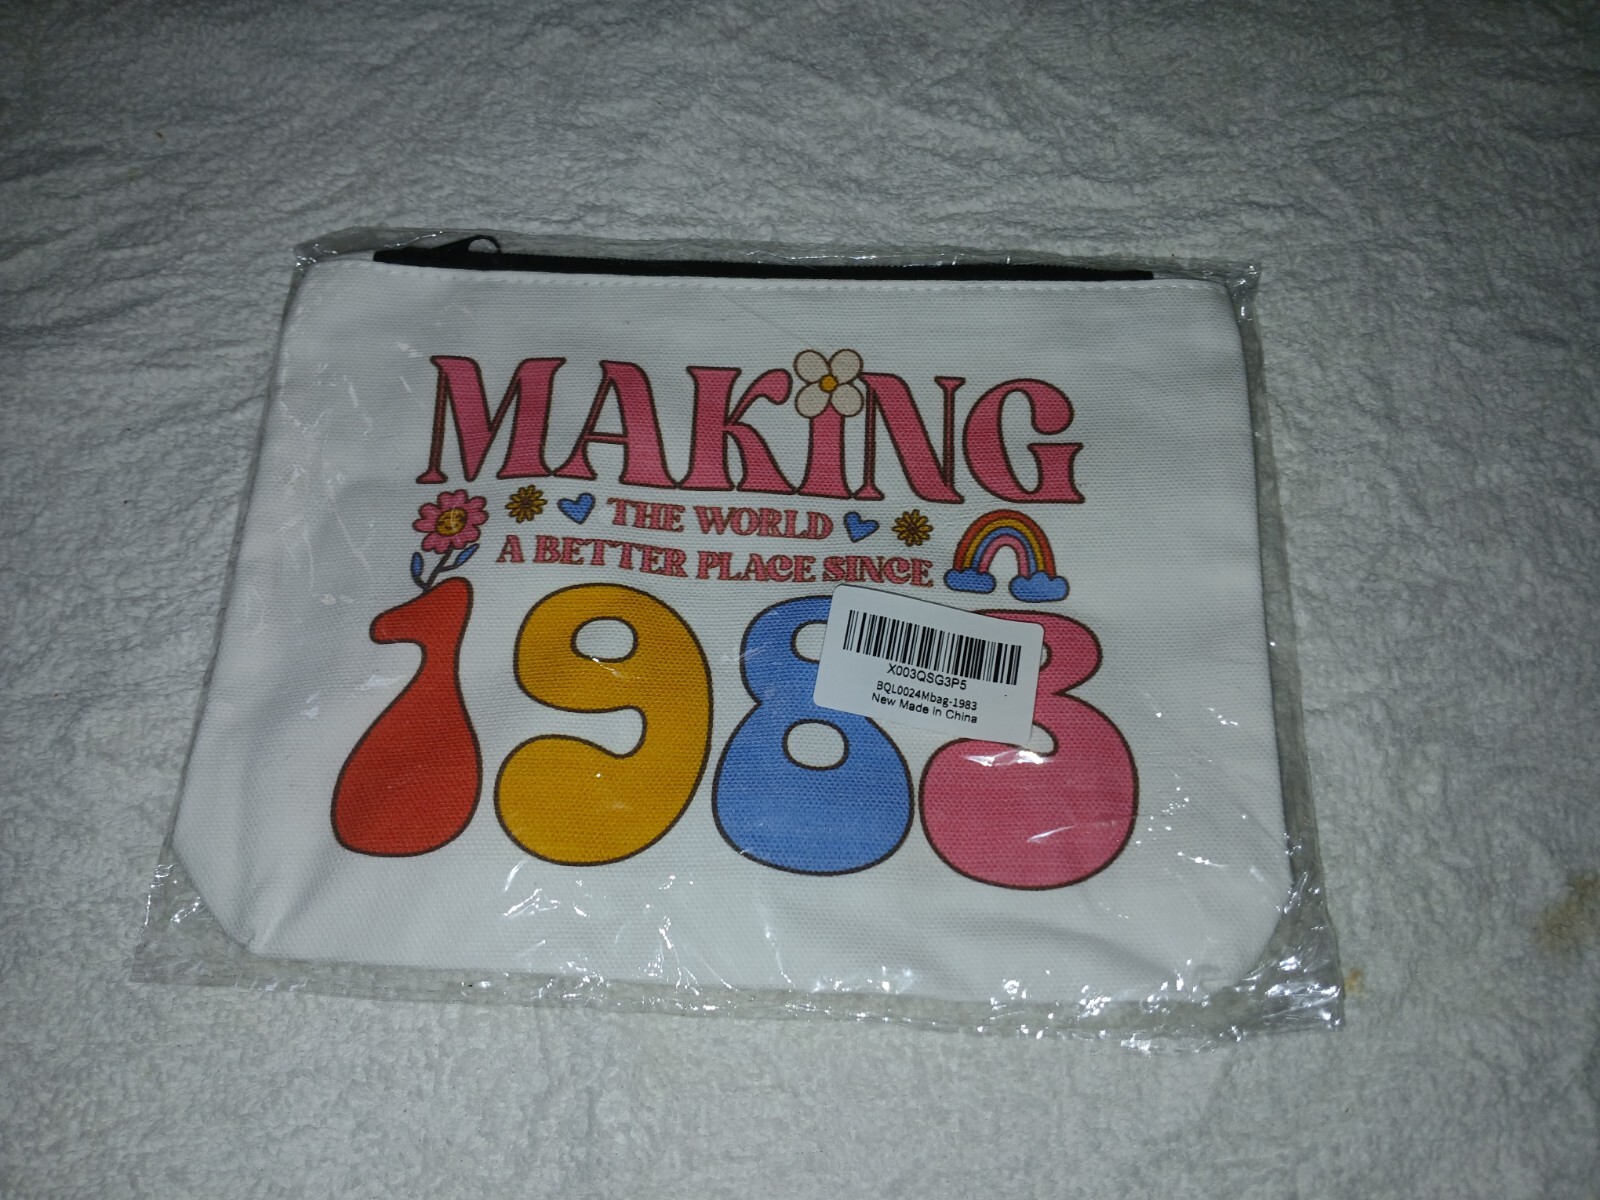 MAKiNG
THE WORLD
A BETTER PLACE SINCE
1983
X003QSG3P5
BQL0024Mbag-1983
New Made in China